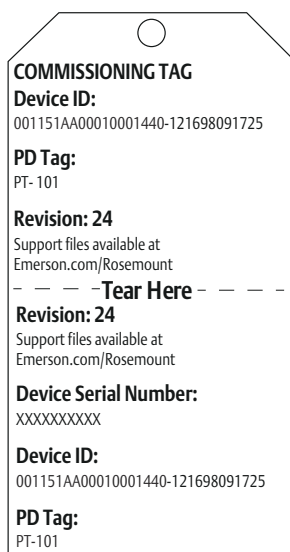 COMMISSIONING TAG
Device ID:
001151AA00010001440-121698091725
PD Tag:
PT- 101
Revision: 24
Support files available at
Emerson.com/Rosemount
Tear Here
Revision: 24
Support files available at
Emerson.com/Rosemount
Device Serial Number:
XXXXXXXXXX
Device ID:
001151AA00010001440-121698091725
PD Tag:
PT-101